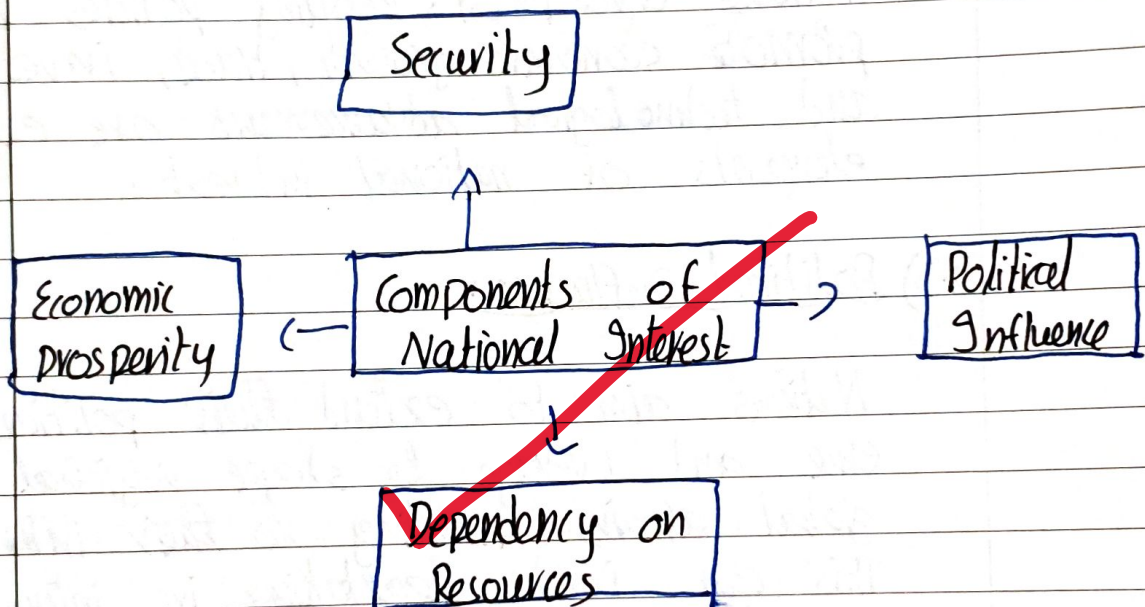 Security
Economic
Prosperity
Components of
National Interest
Political
Influence
Dependency on
Resources